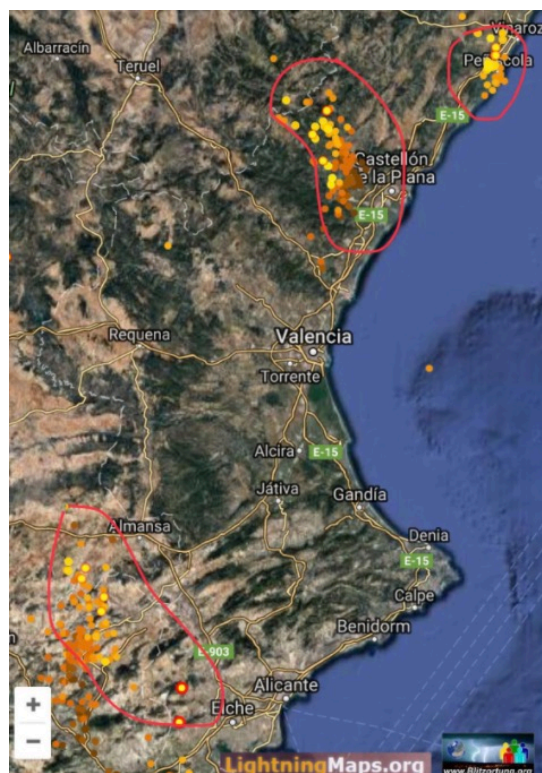 Vinaroz
Albarracín
Teruel
Peñíscola
E-15
Castellón
de la Plana
E-15
Requena
Valencia
Torrente
Alcira
E-15
Játiva
Gandía
Almansa
Denia
E-15
Calpe
Benidorm
E-903
Alicante
Elche
+
−
LightningMaps.org
www.Blitzortung.org